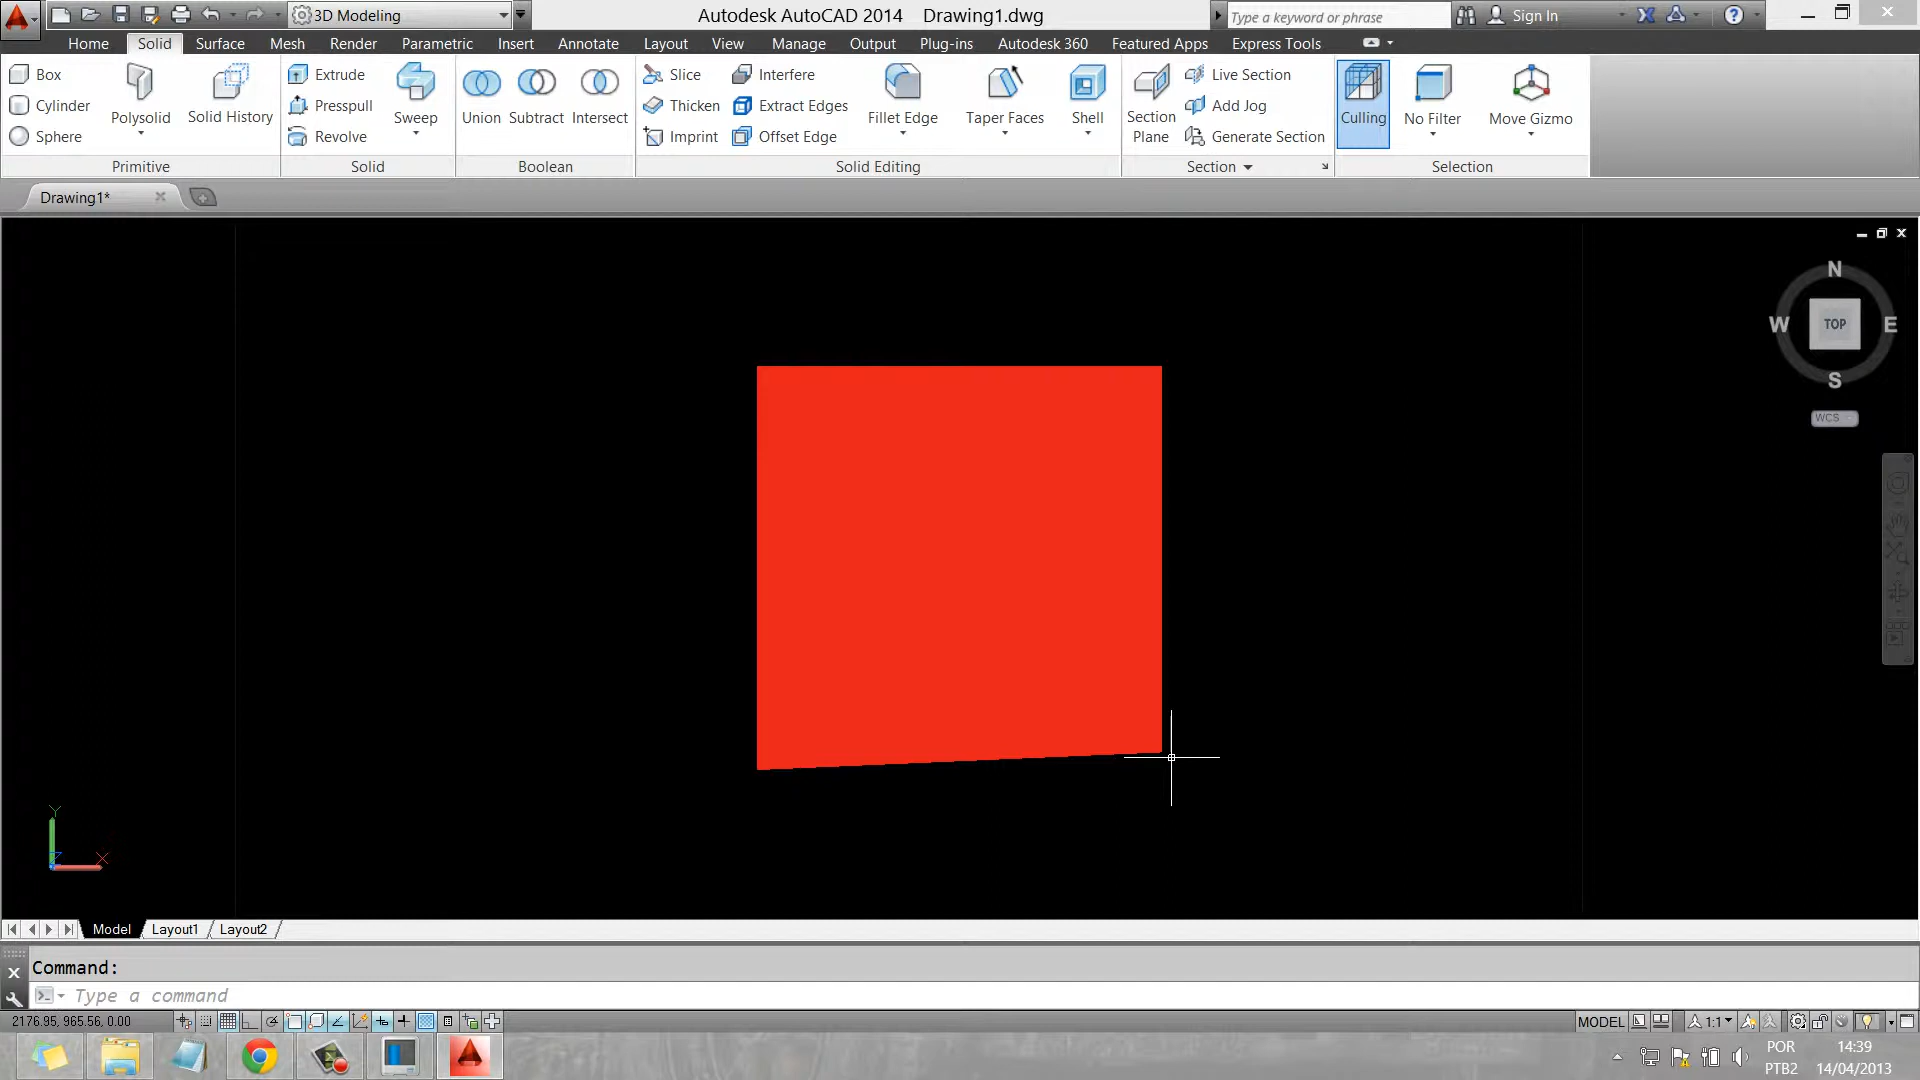 3D Modeling
Autodesk AutoCAD 2014 Drawing1.dwg
Type a keyword or phrase
Sign In
Home Solid Surface Mesh Render Parametric Insert Annotate Layout View Manage Output Plug-ins Autodesk 360 Featured Apps Express Tools
Box
Cylinder
Sphere
Polysolid
Solid History
Primitive
Extrude
Presspull
Revolve
Sweep
Solid
Union
Subtract
Intersect
Boolean
Slice
Thicken
Imprint
Interfere
Extract Edges
Offset Edge
Fillet Edge
Taper Faces
Shell
Solid Editing
Section
Plane
Live Section
Add Jog
Generate Section
Section
Culling
No Filter
Move Gizmo
Selection
Drawing1*
N
W
TOP
E
S
WCS
Y
Z
X
Model Layout1 Layout2
Command:
Type a command
2176.95, 965.56, 0.00
MODEL
1:1
POR
PTB2
14:39
14/04/2013